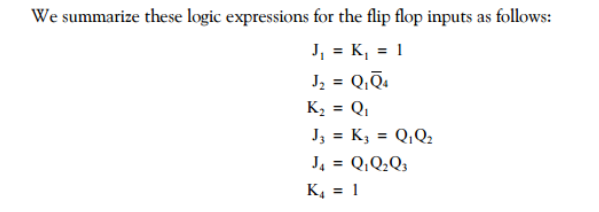 We summarize these logic expressions for the flip flop inputs as follows:
J₁ = K₁ = 1
J₂ = Q₁Q̅₄
K₂ = Q₁
J₃ = K₃ = Q₁Q₂
J₄ = Q₁Q₂Q₃
K₄ = 1